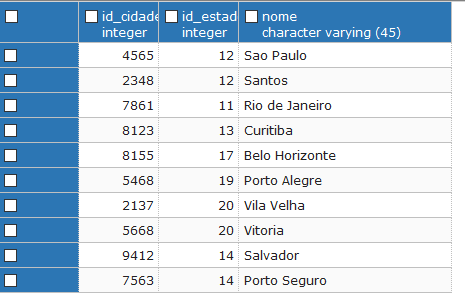 id_cidade id_estad nome
integer integer character varying (45)
4565 12 Sao Paulo
2348 12 Santos
7861 11 Rio de Janeiro
8123 13 Curitiba
8155 17 Belo Horizonte
5468 19 Porto Alegre
2137 20 Vila Velha
5668 20 Vitoria
9412 14 Salvador
7563 14 Porto Seguro